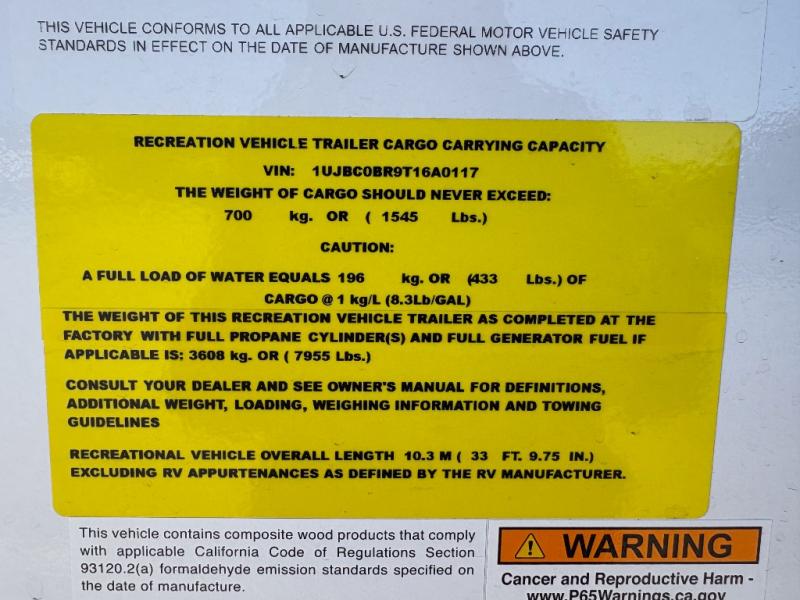 THIS VEHICLE CONFORMS TO ALL APPLICABLE U.S. FEDERAL MOTOR VEHICLE SAFETY
STANDARDS IN EFFECT ON THE DATE OF MANUFACTURE SHOWN ABOVE.
RECREATION VEHICLE TRAILER CARGO CARRYING CAPACITY
VIN: 1UJBC0BR9T16A0117
THE WEIGHT OF CARGO SHOULD NEVER EXCEED:
700 kg. OR ( 1545 Lbs.)
CAUTION:
A FULL LOAD OF WATER EQUALS 196 kg. OR (433 Lbs.) OF
CARGO @ 1 kg/L (8.3Lb/GAL)
THE WEIGHT OF THIS RECREATION VEHICLE TRAILER AS COMPLETED AT THE
FACTORY WITH FULL PROPANE CYLINDER(S) AND FULL GENERATOR FUEL IF
APPLICABLE IS: 3608 kg. OR ( 7955 Lbs.)
CONSULT YOUR DEALER AND SEE OWNER'S MANUAL FOR DEFINITIONS,
ADDITIONAL WEIGHT, LOADING, WEIGHING INFORMATION AND TOWING
GUIDELINES
RECREATIONAL VEHICLE OVERALL LENGTH 10.3 M ( 33 FT. 9.75 IN.)
EXCLUDING RV APPURTENANCES AS DEFINED BY THE RV MANUFACTURER.
This vehicle contains composite wood products that comply
with applicable California Code of Regulations Section
93120.2(a) formaldehyde emission standards specified on
the date of manufacture.
WARNING
Cancer and Reproductive Harm -
www.P65Warnings.ca.gov